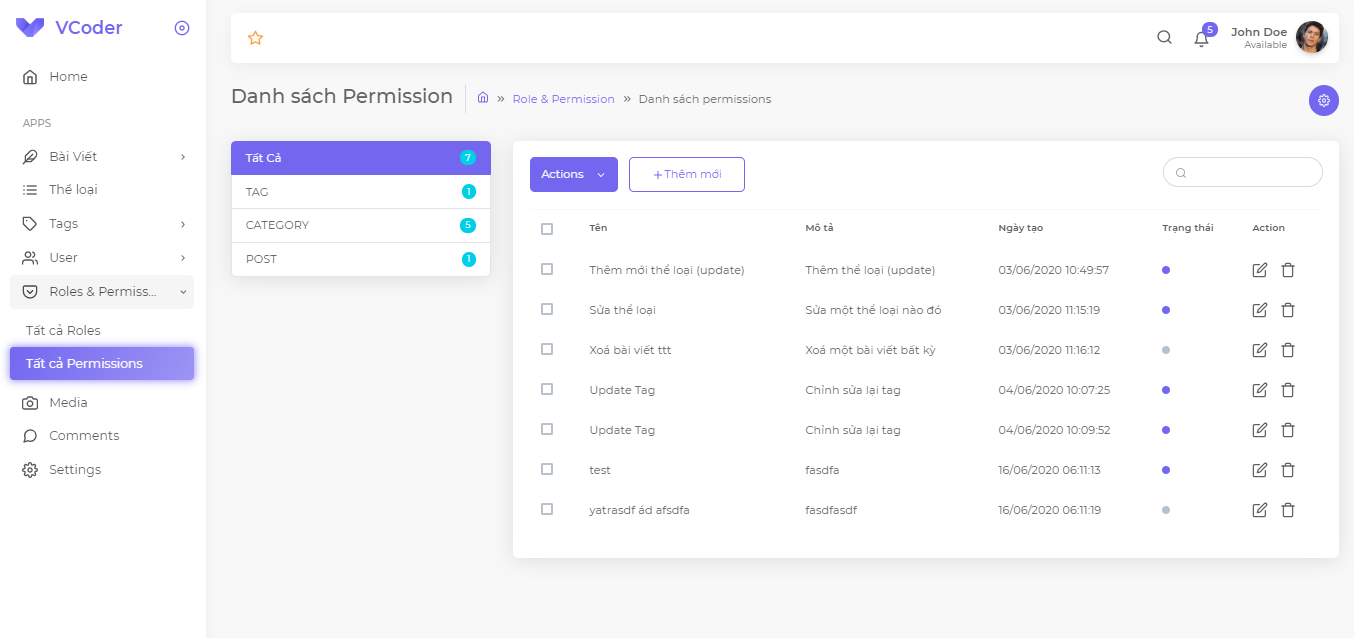 VCoder
Home
APPS
Bài Viết
Thể loại
Tags
User
Roles & Permiss...
Tất cả Roles
Tất cả Permissions
Media
Comments
Settings
5
John Doe
Available
Danh sách Permission
» Role & Permission » Danh sách permissions
Tất Cả 7
TAG 1
CATEGORY 5
POST 1
Actions
+Thêm mới
Tên Mô tả Ngày tạo Trạng thái Action
Thêm mới thể loại (update) Thêm thể loại (update) 03/06/2020 10:49:57
Sửa thể loại Sửa một thể loại nào đó 03/06/2020 11:15:19
Xoá bài viết ttt Xoá một bài viết bất kỳ 03/06/2020 11:16:12
Update Tag Chỉnh sửa lại tag 04/06/2020 10:07:25
Update Tag Chỉnh sửa lại tag 04/06/2020 10:09:52
test fasdfa 16/06/2020 06:11:13
yatrasdf ád afsdfa fasdfasdf 16/06/2020 06:11:19